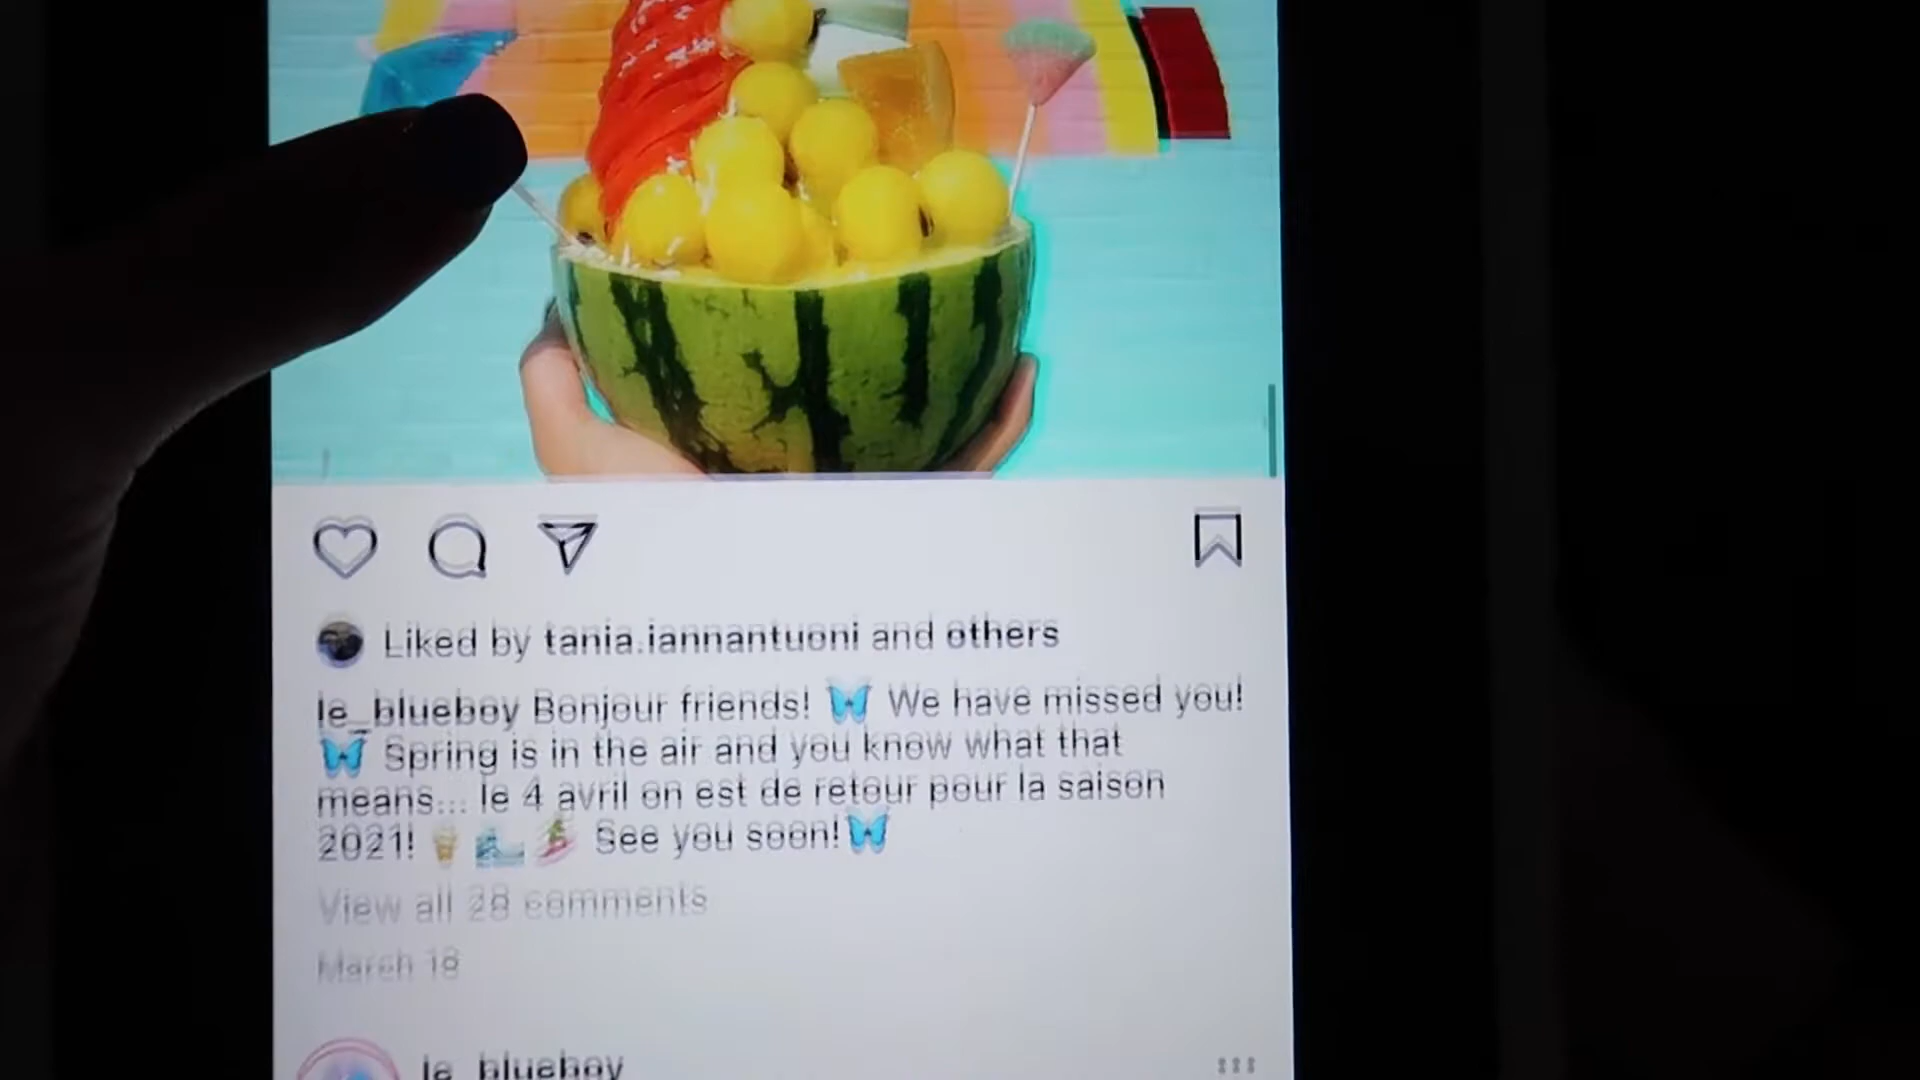 Liked by tania.iannantuoni and others
le_blueboy Bonjour friends! 🦋 We have missed you!
🦋 Spring is in the air and you know what that
means... le 4 avril on est de retour pour la saison
2021! 🍦 🌊 🏄 See you soon!🦋
View all 28 comments
March 18
le_blueboy